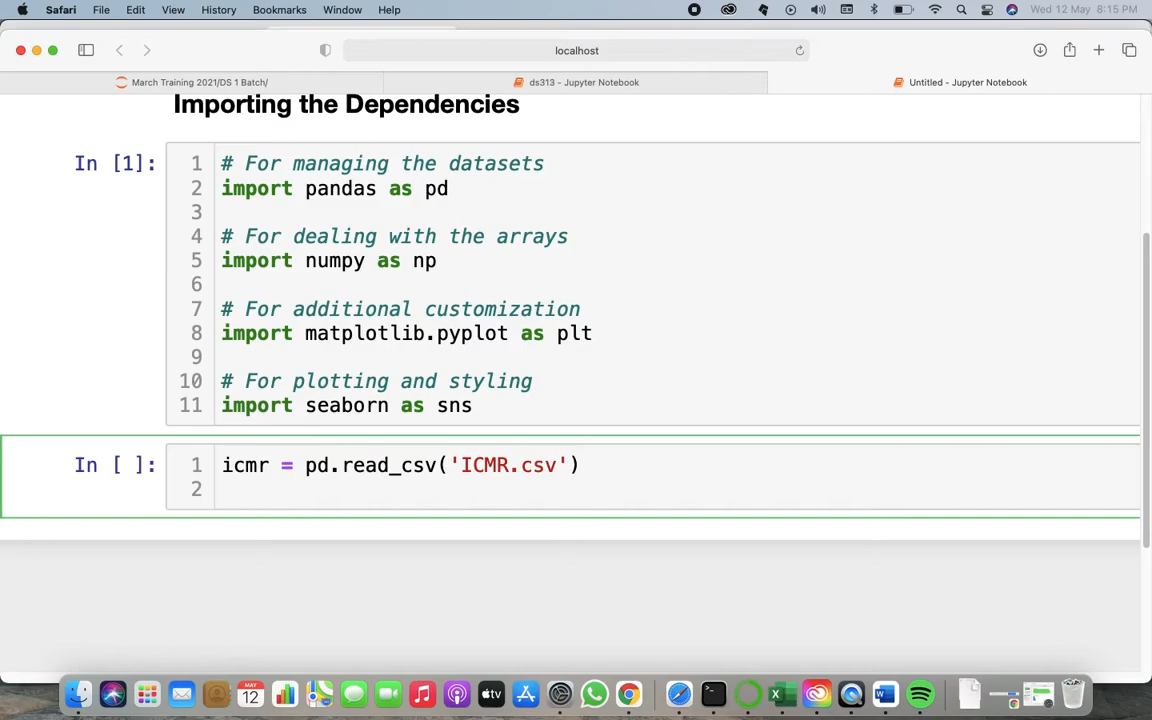 Safari File Edit View History Bookmarks Window Help Wed 12 May 8:15 PM
localhost
March Training 2021/DS 1 Batch/ ds313 - Jupyter Notebook Untitled - Jupyter Notebook
Importing the Dependencies
In [1]:
1 # For managing the datasets
2 import pandas as pd
3
4 # For dealing with the arrays
5 import numpy as np
6
7 # For additional customization
8 import matplotlib.pyplot as plt
9
10 # For plotting and styling
11 import seaborn as sns
In [ ]:
1 icmr = pd.read_csv('ICMR.csv')
2
MAY
12
tv